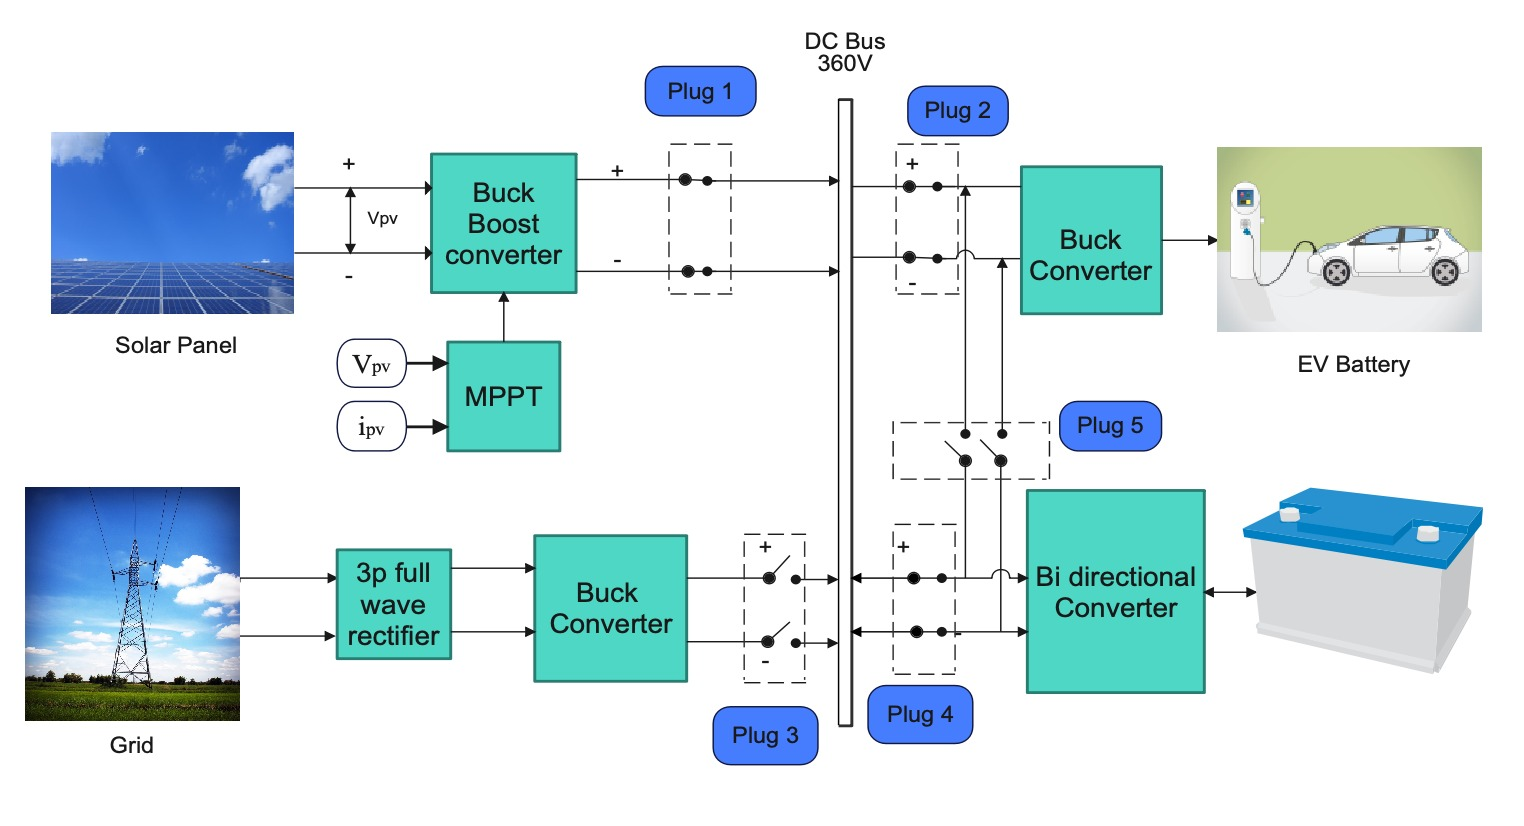 DC Bus
360V
Plug 1
Plug 2
+
-
Vpv
Buck
Boost
converter
+
-
+
-
Buck
Converter
Solar Panel
EV Battery
Vpv
ipv
MPPT
Plug 5
3p full
wave
rectifier
Buck
Converter
+
-
+
-
Bi directional
Converter
Plug 3
Plug 4
Grid